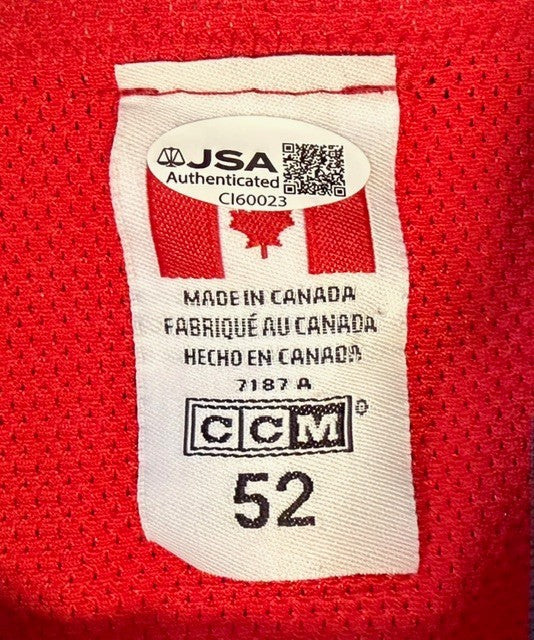 JSA
Authenticated
CI60023
MADE IN CANADA
FABRIQUÉ AU CANADA
HECHO EN CANADA
7187 A
CCM®
52